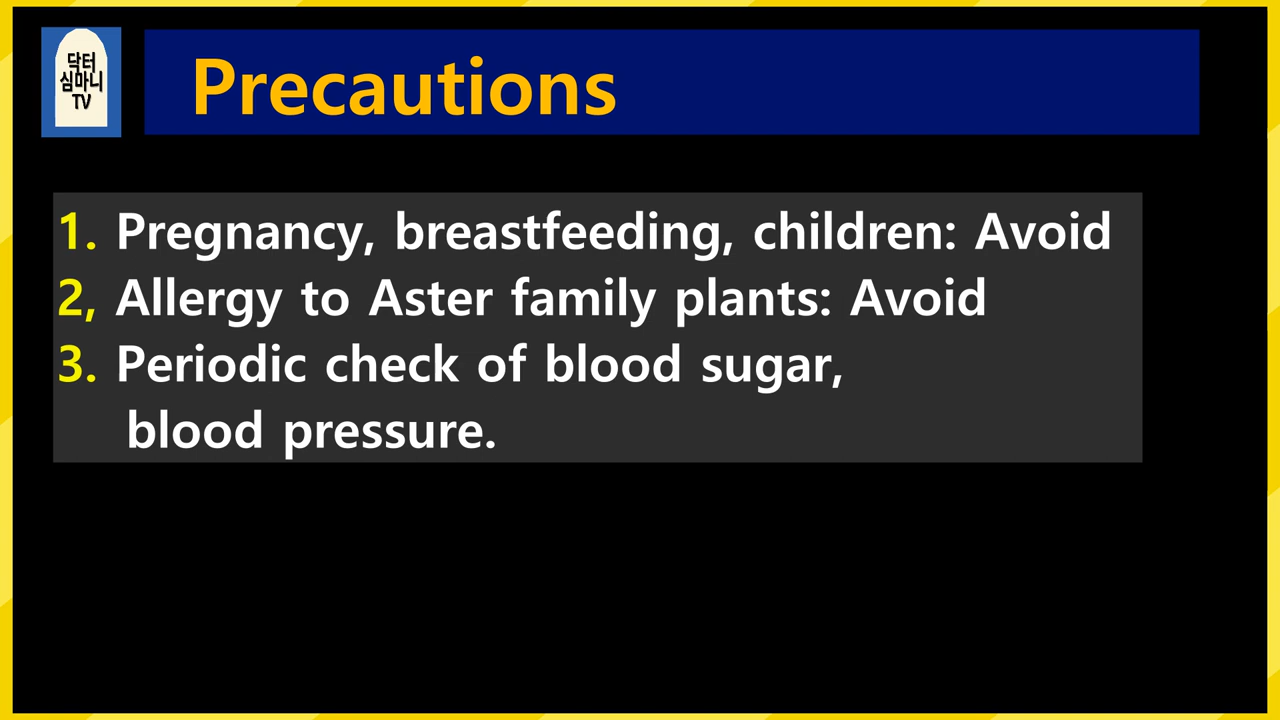 닥터
심마니
TV
Precautions
1. Pregnancy, breastfeeding, children: Avoid
2, Allergy to Aster family plants: Avoid
3. Periodic check of blood sugar,
blood pressure.